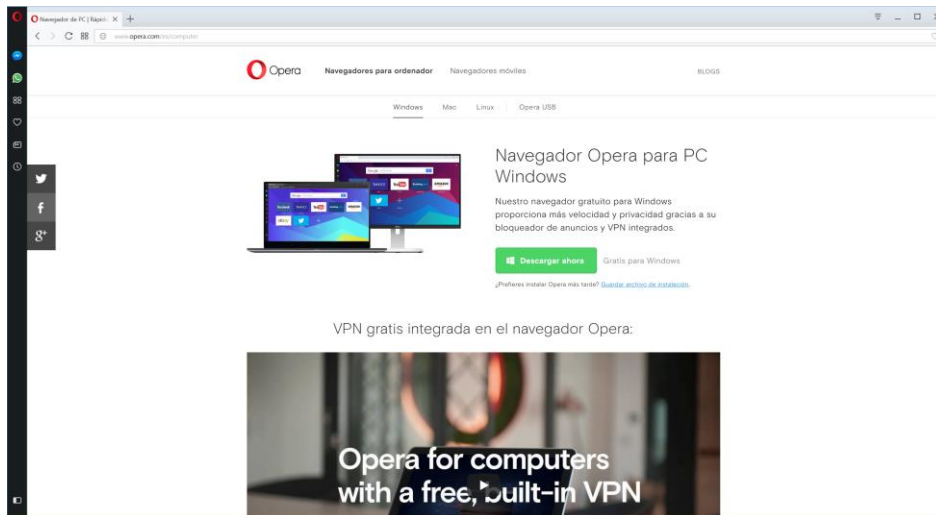 Navegador de PC | Rápid
www.opera.com/es/computer
Opera
Navegadores para ordenador
Navegadores móviles
BLOGS
Windows
Mac
Linux
Opera USB
Navegador Opera para PC
Windows
Nuestro navegador gratuito para Windows
proporciona más velocidad y privacidad gracias a su
bloqueador de anuncios y VPN integrados.
Descargar ahora
Gratis para Windows
¿Prefieres instalar Opera más tarde? Guardar archivo de instalación.
VPN gratis integrada en el navegador Opera:
Opera for computers
with a free, built-in VPN